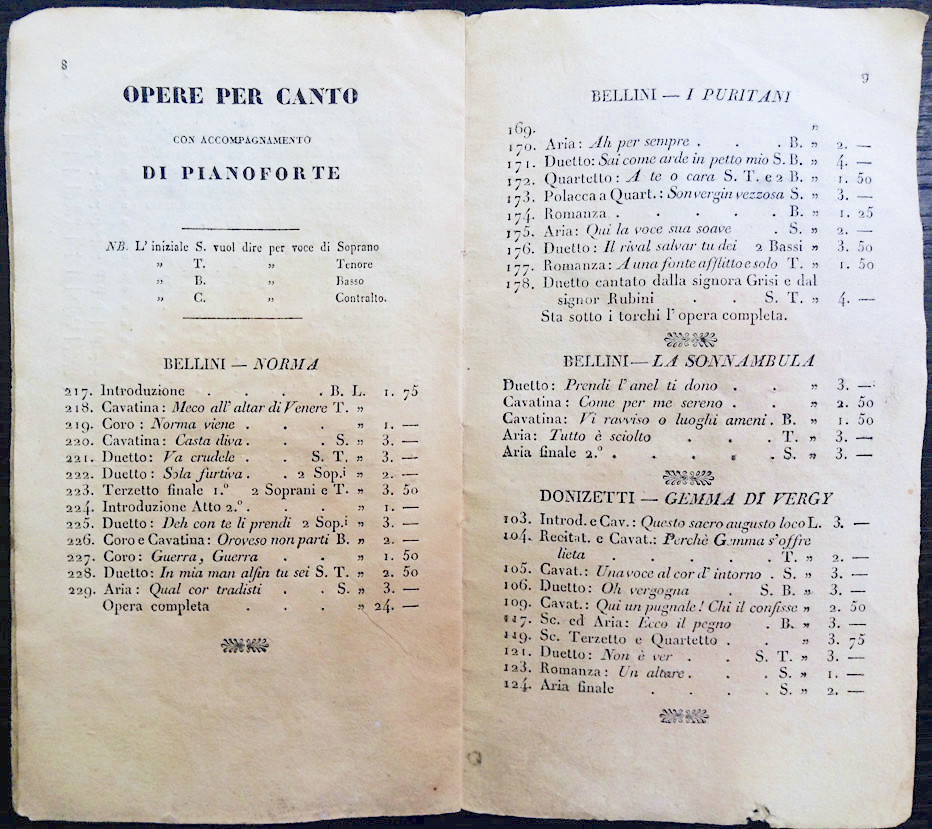 8
OPERE PER CANTO
CON ACCOMPAGNAMENTO
DI PIANOFORTE
NB. L' iniziale S. vuol dire per voce di Soprano
„ T. „ Tenore
„ B. „ Basso
„ C. „ Contralto.
BELLINI — NORMA
217. Introduzione . . . . B. L. 1. 75
218. Cavatina: Meco all' altar di Venere T. „
219. Coro: Norma viene . . . „ 1. —
220. Cavatina: Casta diva . . . S. „ 3. —
221. Duetto: Va crudele . . S. T. „ 3. —
222. Duetto: Sola furtiva . . 2 Sop.i „ 2. —
223. Terzetto finale 1.º 2 Soprani e T. „ 3. 50
224. Introduzione Atto 2.º . . . „ 1. —
225. Duetto: Deh con te li prendi 2 Sop.i „ 3. —
226. Coro e Cavatina: Oroveso non parti B. „ 2. —
227. Coro: Guerra, Guerra . . „ 1. 50
228. Duetto: In mia man alfin tu sei S. T. „ 2. 50
229. Aria: Qual cor tradisti . . S. „ 3. —
Opera completa . . . „ 24. —
9
BELLINI — I PURITANI
169. „
170. Aria: Ah per sempre . . . B. „ 2. —
171. Duetto: Sai come arde in petto mio S. B. „ 4. —
172. Quartetto: A te o cara S. T. e 2 B. „ 1. 50
173. Polacca a Quart.: Son vergin vezzosa S. „ 3. —
174. Romanza . . . . . B. „ 1. 25
175. Aria: Qui la voce sua soave . S. „ 2. —
176. Duetto: Il rival salvar tu dei 2 Bassi „ 3. 50
177. Romanza: A una fonte afflitto e solo T. „ 1. 50
178. Duetto cantato dalla signora Grisi e dal
signor Rubini . . S. T. „ 4. —
Sta sotto i torchi l' opera completa.
BELLINI — LA SONNAMBULA
Duetto: Prendi l' anel ti dono . . „ 3. —
Cavatina: Come per me sereno . . „ 2. 50
Cavatina: Vi ravviso o luoghi ameni. B. „ 1. 50
Aria: Tutto è sciolto . . . T. „ 3. —
Aria finale 2.º . . . . . S. „ 3. —
DONIZETTI — GEMMA DI VERGY
103. Introd. e Cav.: Questo sacro augusto loco L. 3. —
104. Recitat. e Cavat.: Perchè Gemma s' offre
lieta . . . . . T. „ 2. —
105. Cavat.: Una voce al cor d' intorno . S. „ 3. —
106. Duetto: Oh vergogna . S. B. „ 3. —
109. Cavat.: Qui un pugnale! Chi il confisse „ 2. 50
117. Sc. ed Aria: Ecco il pegno . B. „ 3. —
119. Sc. Terzetto e Quartetto . . „ 3. 75
121. Duetto: Non è ver . . S. T. „ 3. —
123. Romanza: Un altare . . . S. „ 1. —
124. Aria finale . . . . S. „ 2. —